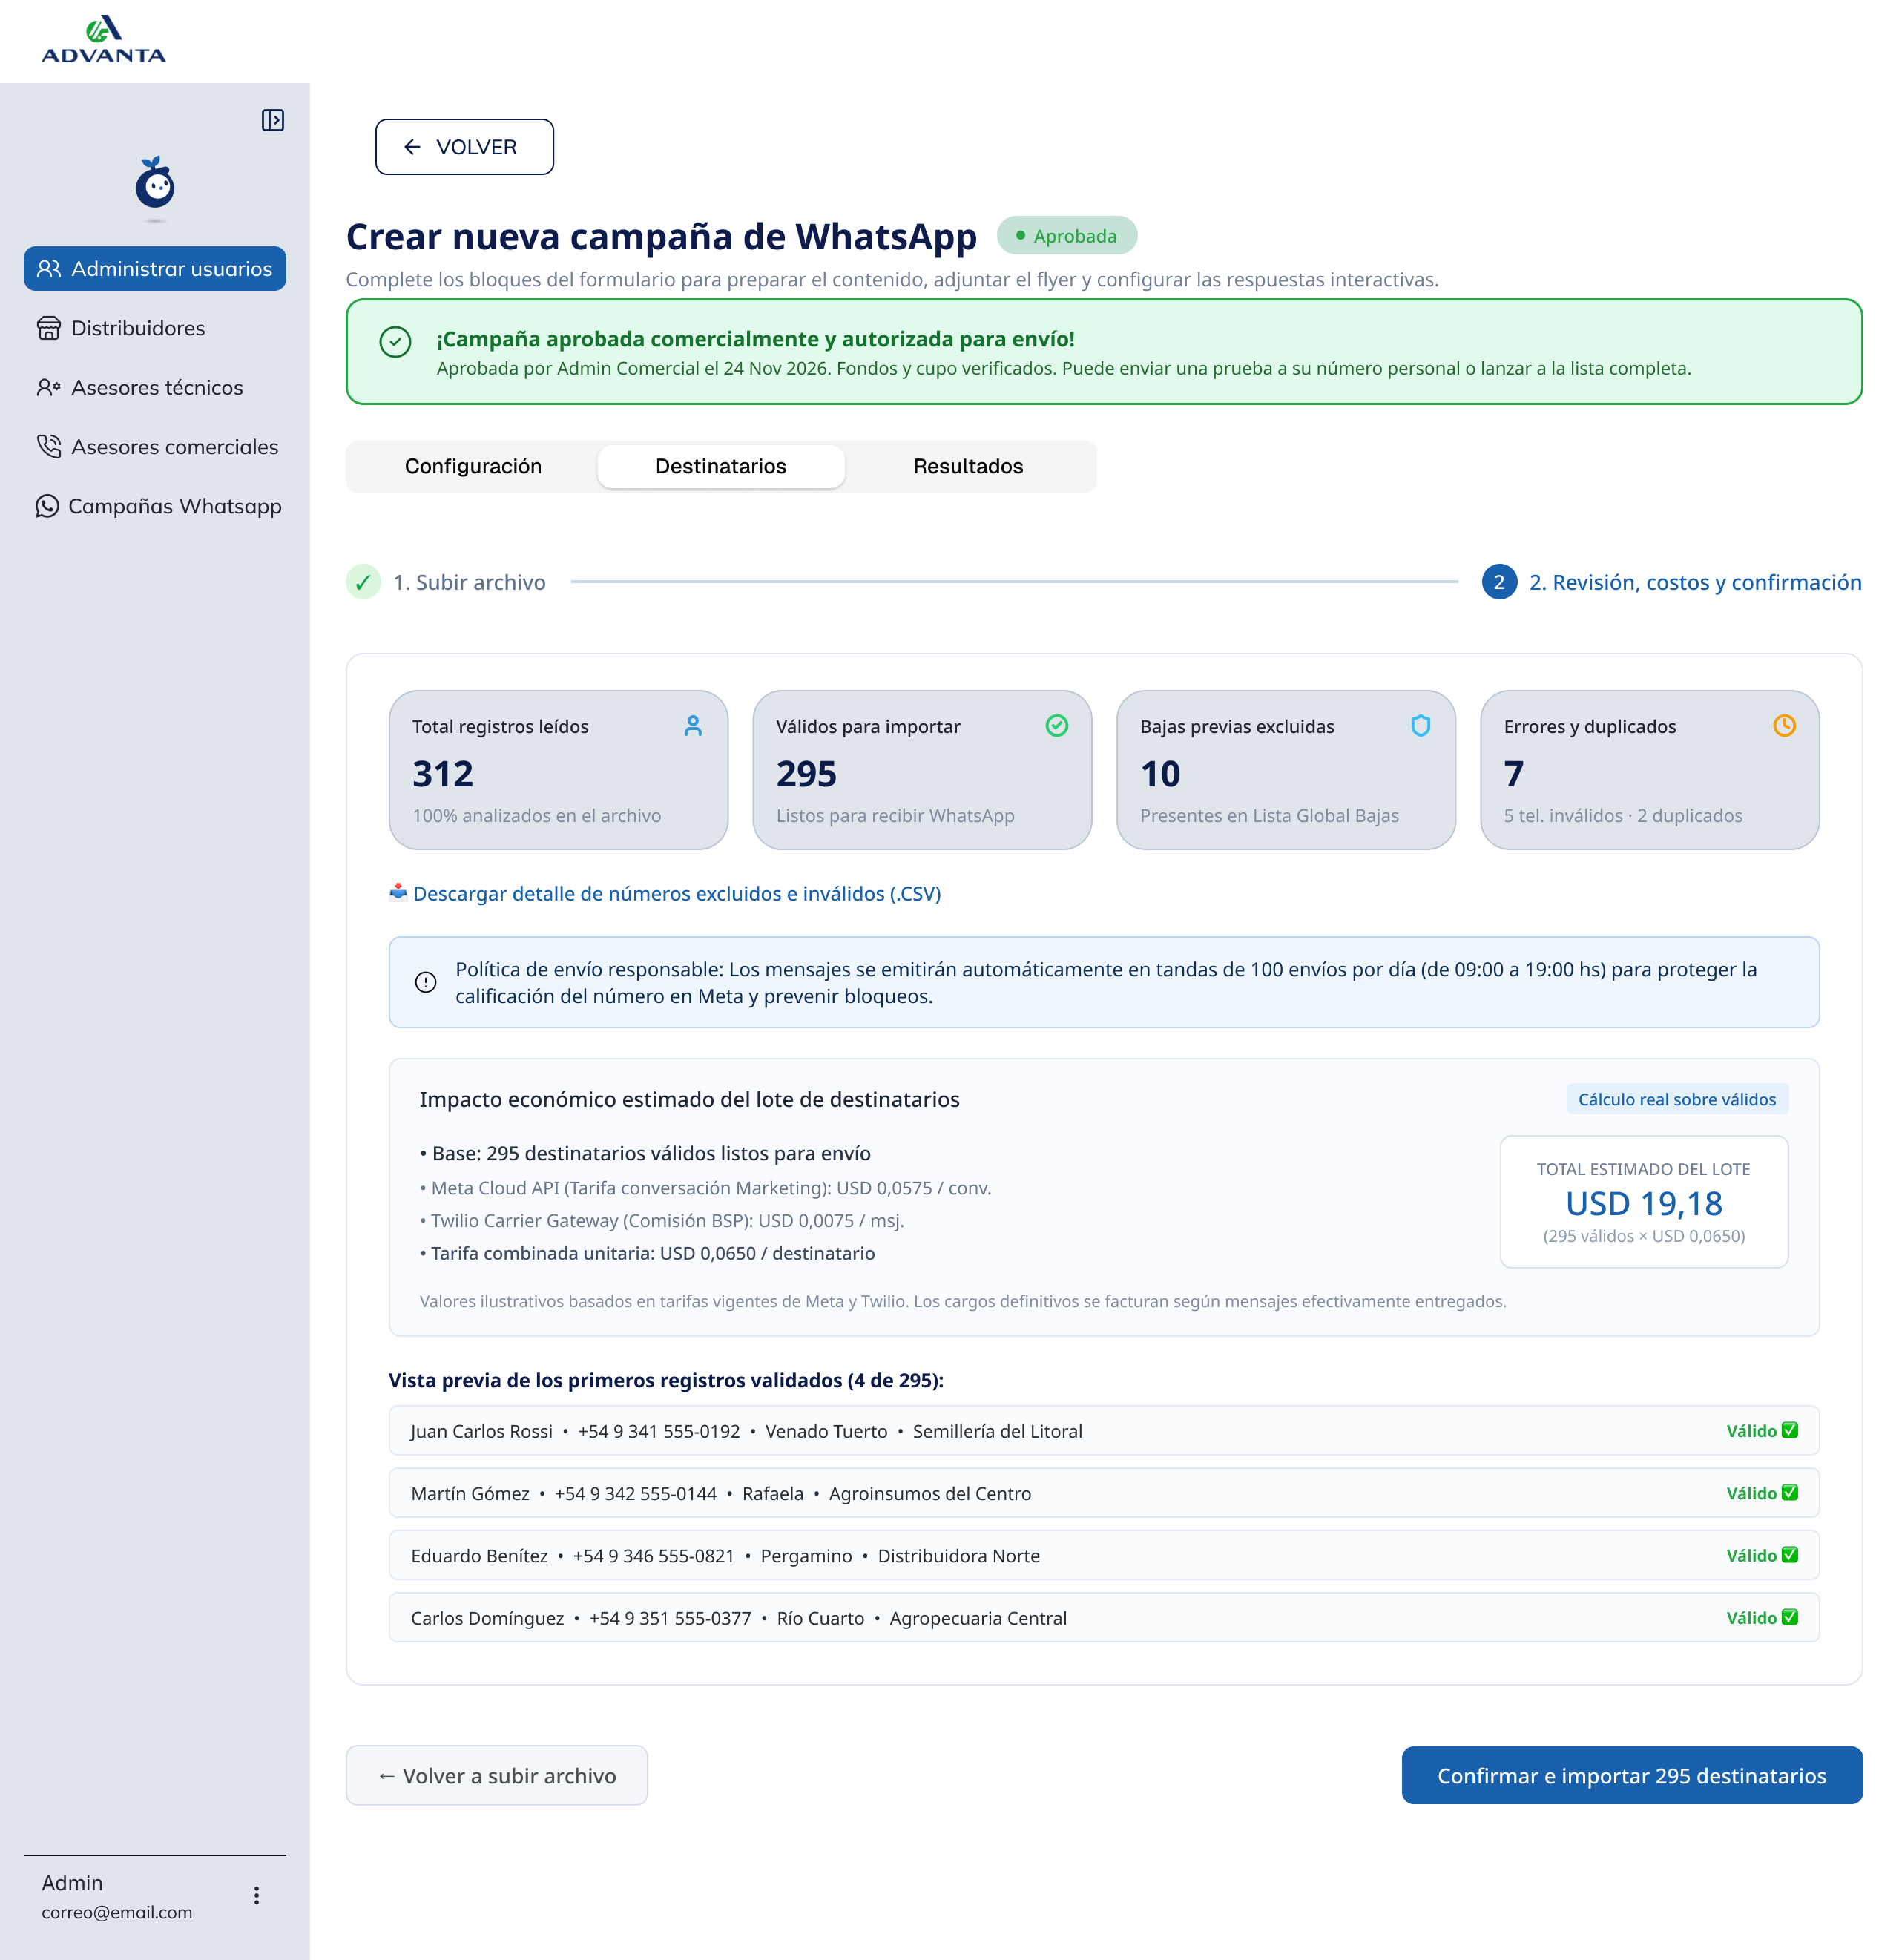 ADVANTA
Administrar usuarios
Distribuidores
Asesores técnicos
Asesores comerciales
Campañas Whatsapp
Admin
correo@email.com
← VOLVER
Crear nueva campaña de WhatsApp
Aprobada
Complete los bloques del formulario para preparar el contenido, adjuntar el flyer y configurar las respuestas interactivas.
¡Campaña aprobada comercialmente y autorizada para envío!
Aprobada por Admin Comercial el 24 Nov 2026. Fondos y cupo verificados. Puede enviar una prueba a su número personal o lanzar a la lista completa.
Configuración
Destinatarios
Resultados
✓ 1. Subir archivo
2 2. Revisión, costos y confirmación
Total registros leídos
312
100% analizados en el archivo
Válidos para importar
295
Listos para recibir WhatsApp
Bajas previas excluidas
10
Presentes en Lista Global Bajas
Errores y duplicados
7
5 tel. inválidos · 2 duplicados
📥 Descargar detalle de números excluidos e inválidos (.CSV)
Política de envío responsable: Los mensajes se emitirán automáticamente en tandas de 100 envíos por día (de 09:00 a 19:00 hs) para proteger la
calificación del número en Meta y prevenir bloqueos.
Impacto económico estimado del lote de destinatarios
Cálculo real sobre válidos
• Base: 295 destinatarios válidos listos para envío
• Meta Cloud API (Tarifa conversación Marketing): USD 0,0575 / conv.
• Twilio Carrier Gateway (Comisión BSP): USD 0,0075 / msj.
• Tarifa combinada unitaria: USD 0,0650 / destinatario
TOTAL ESTIMADO DEL LOTE
USD 19,18
(295 válidos × USD 0,0650)
Valores ilustrativos basados en tarifas vigentes de Meta y Twilio. Los cargos definitivos se facturan según mensajes efectivamente entregados.
Vista previa de los primeros registros validados (4 de 295):
Juan Carlos Rossi • +54 9 341 555-0192 • Venado Tuerto • Semillería del Litoral
Válido ✅
Martín Gómez • +54 9 342 555-0144 • Rafaela • Agroinsumos del Centro
Válido ✅
Eduardo Benítez • +54 9 346 555-0821 • Pergamino • Distribuidora Norte
Válido ✅
Carlos Domínguez • +54 9 351 555-0377 • Río Cuarto • Agropecuaria Central
Válido ✅
← Volver a subir archivo
Confirmar e importar 295 destinatarios